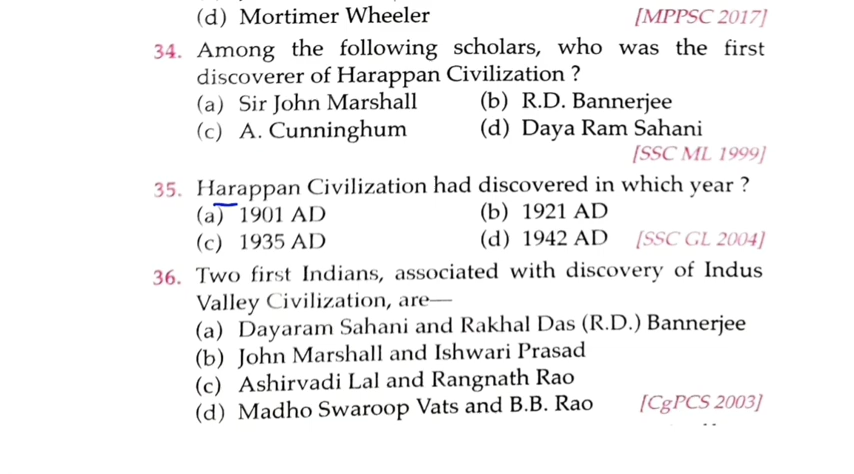 (d) Mortimer Wheeler [MPPSC 2017]
34. Among the following scholars, who was the first
discoverer of Harappan Civilization ?
(a) Sir John Marshall (b) R.D. Bannerjee
(c) A. Cunninghum (d) Daya Ram Sahani
[SSC ML 1999]
35. Harappan Civilization had discovered in which year ?
(a) 1901 AD (b) 1921 AD
(c) 1935 AD (d) 1942 AD [SSC GL 2004]
36. Two first Indians, associated with discovery of Indus
Valley Civilization, are—
(a) Dayaram Sahani and Rakhal Das (R.D.) Bannerjee
(b) John Marshall and Ishwari Prasad
(c) Ashirvadi Lal and Rangnath Rao
(d) Madho Swaroop Vats and B.B. Rao [CgPCS 2003]